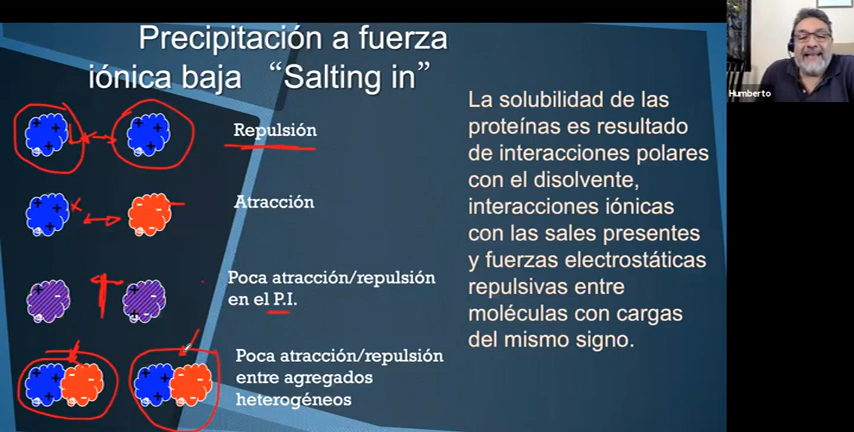 Precipitación a fuerza
iónica baja “Salting in”
Repulsión
Atracción
Poca atracción/repulsión
en el P.I.
Poca atracción/repulsión
entre agregados
heterogéneos
La solubilidad de las
proteínas es resultado
de interacciones polares
con el disolvente,
interacciones iónicas
con las sales presentes
y fuerzas electrostáticas
repulsivas entre
moléculas con cargas
del mismo signo.
Humberto